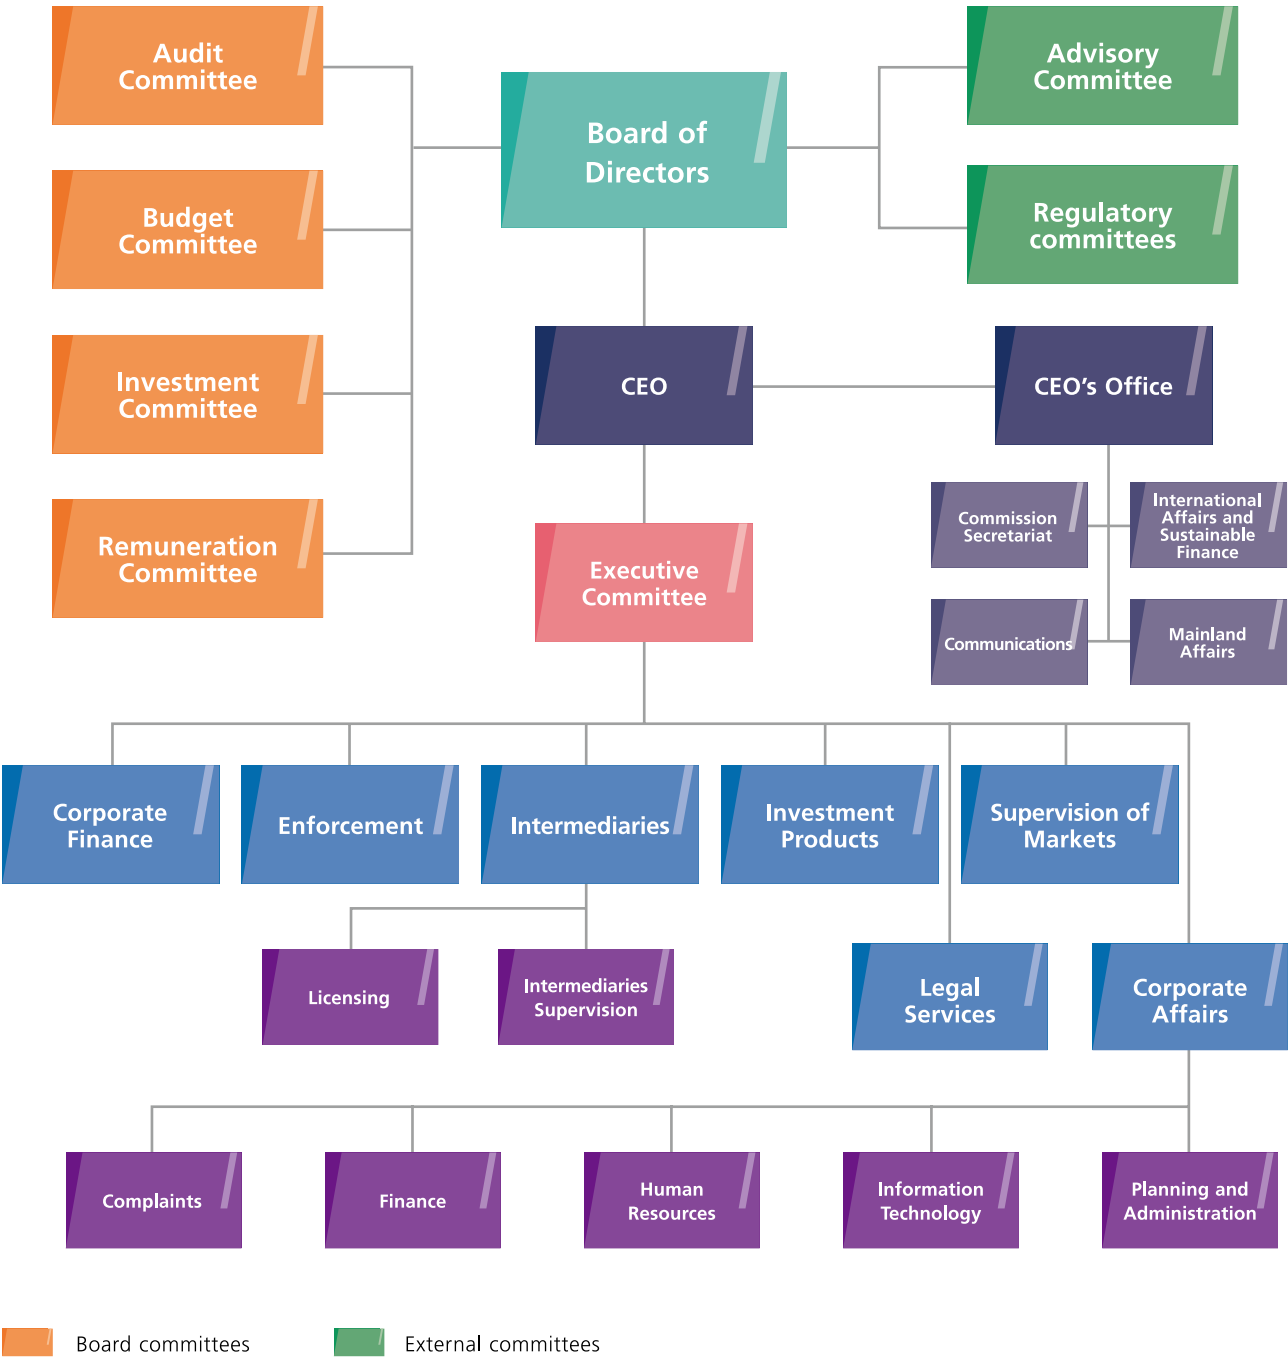 Audit
Committee
Budget
Committee
Investment
Committee
Remuneration
Committee
Board of
Directors
Advisory
Committee
Regulatory
committees
CEO
CEO's Office
Commission
Secretariat
International
Affairs and
Sustainable
Finance
Communications
Mainland
Affairs
Executive
Committee
Corporate
Finance
Enforcement
Intermediaries
Investment
Products
Supervision of
Markets
Licensing
Intermediaries
Supervision
Legal
Services
Corporate
Affairs
Complaints
Finance
Human
Resources
Information
Technology
Planning and
Administration
Board committees
External committees